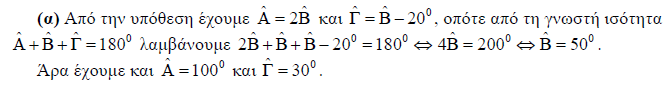 (α) Από την υπόθεση έχουμε Â = 2B̂ και Γ̂ = B̂ − 20⁰, οπότε από τη γνωστή ισότητα
Â + B̂ + Γ̂ = 180⁰ λαμβάνουμε 2B̂ + B̂ + B̂ − 20⁰ = 180⁰ ⇔ 4B̂ = 200⁰ ⇔ B̂ = 50⁰ .
Άρα έχουμε και Â = 100⁰ και Γ̂ = 30⁰ .